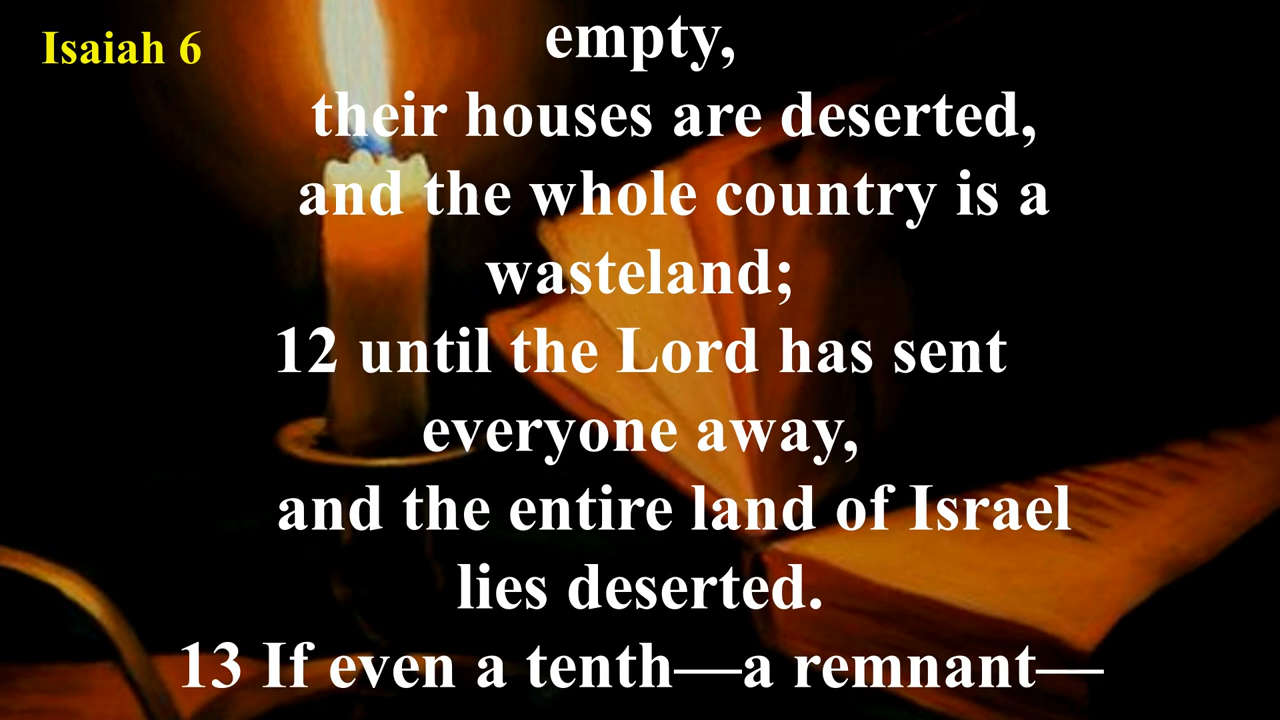 Isaiah 6
empty,
their houses are deserted,
and the whole country is a
wasteland;
12 until the Lord has sent
everyone away,
and the entire land of Israel
lies deserted.
13 If even a tenth—a remnant—